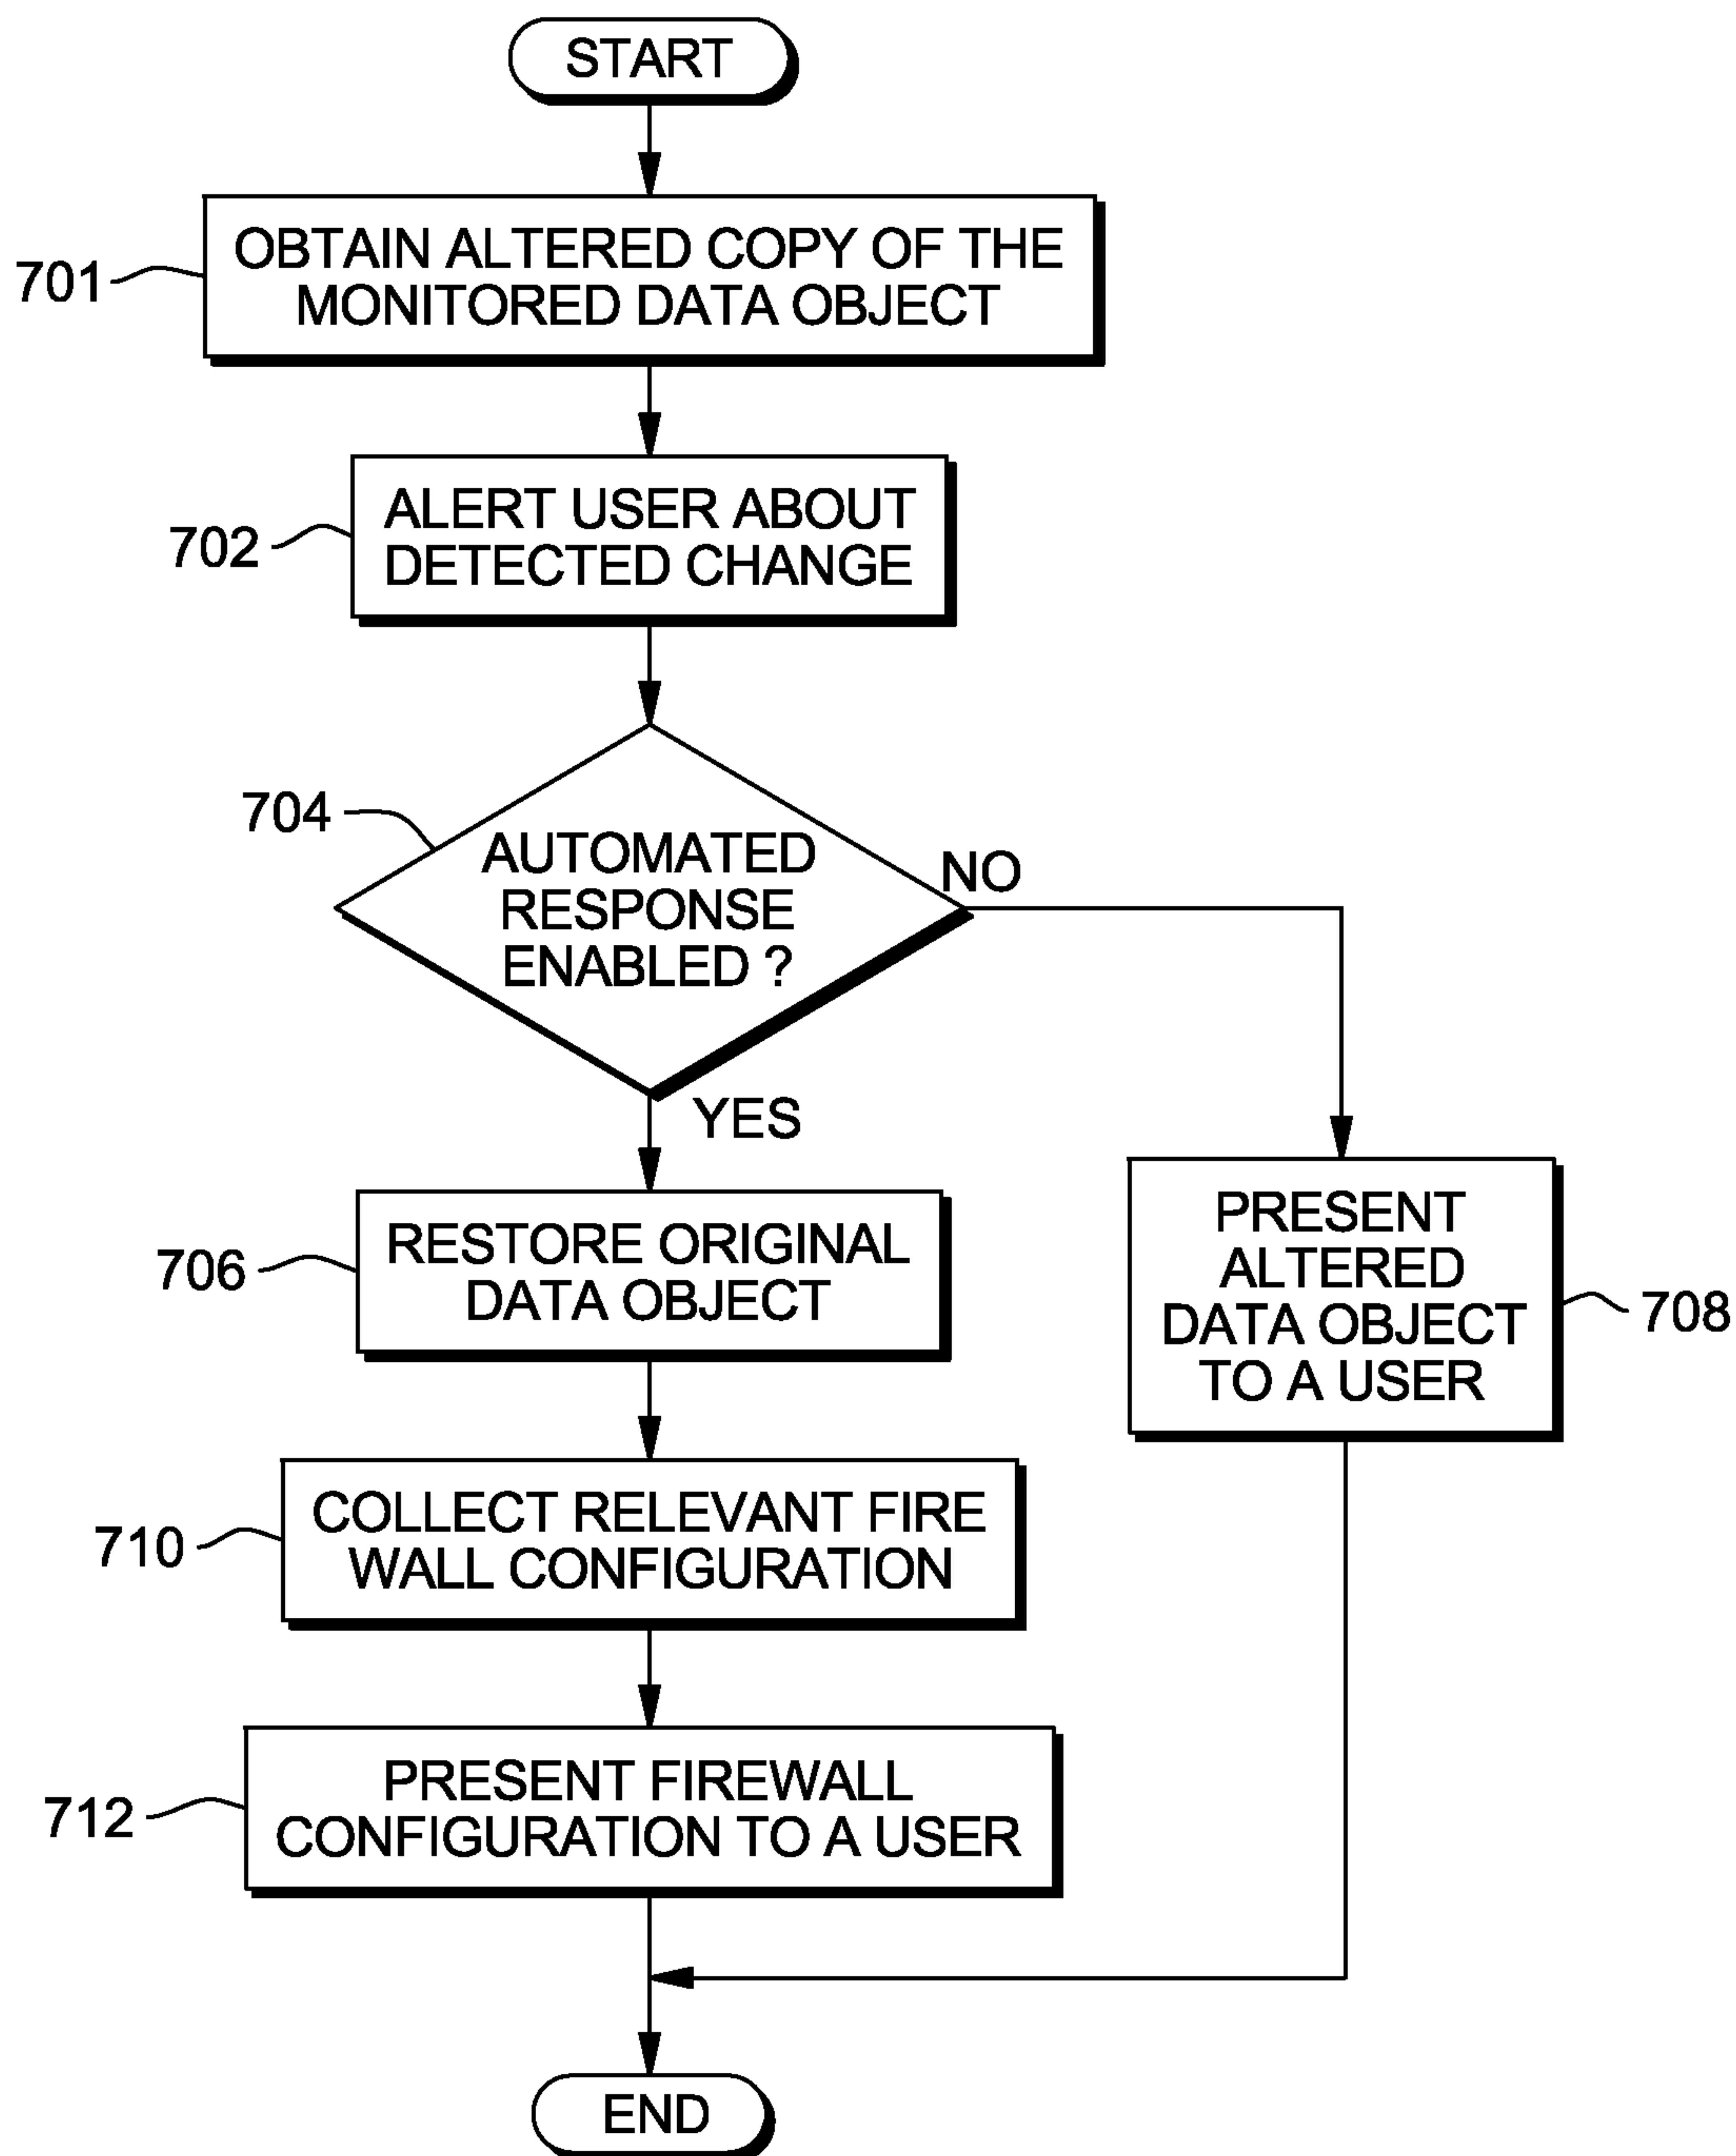 START
701
OBTAIN ALTERED COPY OF THE
MONITORED DATA OBJECT
702
ALERT USER ABOUT
DETECTED CHANGE
704
AUTOMATED
RESPONSE
ENABLED ?
NO
YES
706
RESTORE ORIGINAL
DATA OBJECT
PRESENT
ALTERED
DATA OBJECT
TO A USER
708
710
COLLECT RELEVANT FIRE
WALL CONFIGURATION
712
PRESENT FIREWALL
CONFIGURATION TO A USER
END